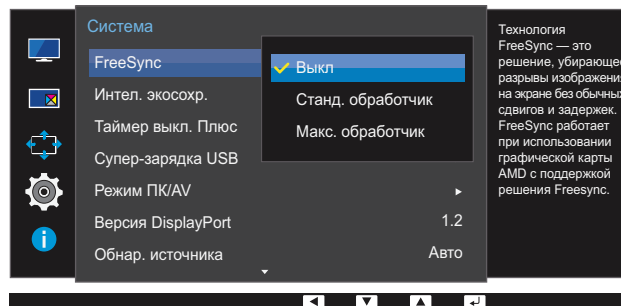 Система
FreeSync
Выкл
Интел. экосохр.
Станд. обработчик
Таймер выкл. Плюс
Макс. обработчик
Супер-зарядка USB
Режим ПК/AV
Версия DisplayPort
1.2
Обнар. источника
Авто
Технология
FreeSync — это
решение, убирающе
разрывы изображения
на экране без обычных
сдвигов и задержек.
FreeSync работает
при использовании
графической карты
AMD с поддержкой
решения Freesync.